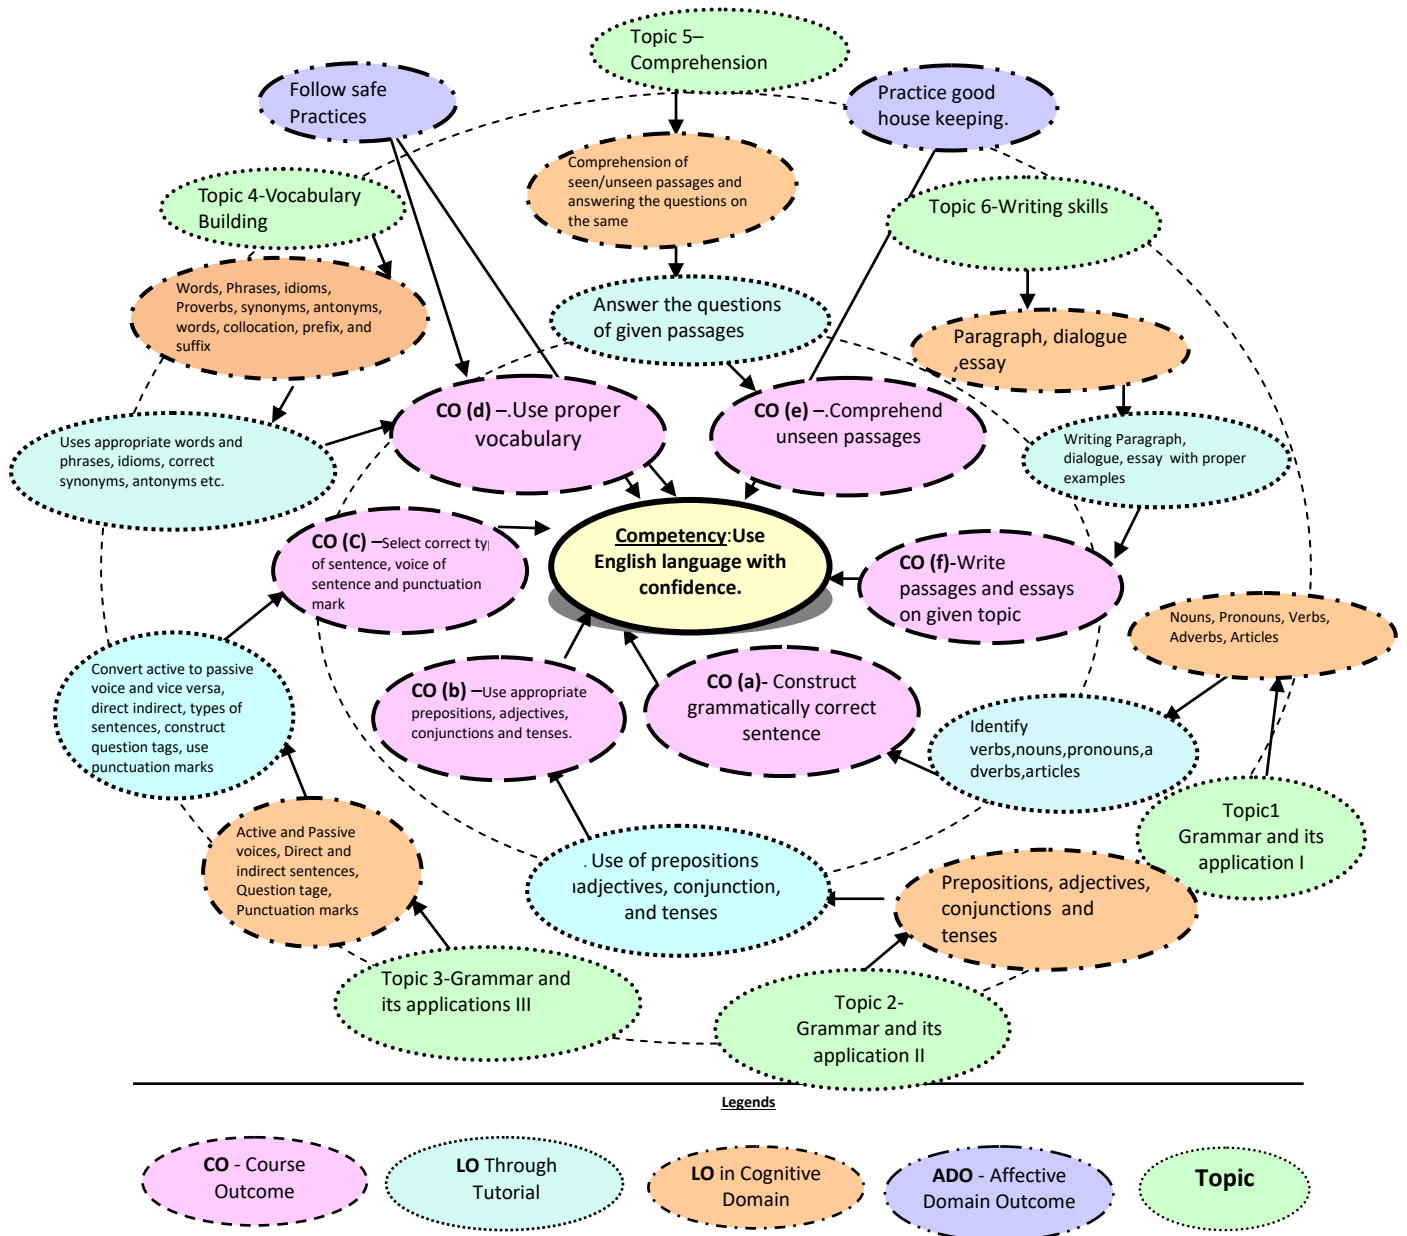 Topic 5–
Comprehension
Follow safe
Practices
Practice good
house keeping.
Comprehension of
seen/unseen passages and
answering the questions on
the same
Topic 4-Vocabulary
Building
Topic 6-Writing skills
Words, Phrases, idioms,
Proverbs, synonyms, antonyms,
words, collocation, prefix, and
suffix
Answer the questions
of given passages
Paragraph, dialogue
,essay
CO (d) –.Use proper
vocabulary
CO (e) –.Comprehend
unseen passages
Uses appropriate words and
phrases, idioms, correct
synonyms, antonyms etc.
Writing Paragraph,
dialogue, essay with proper
examples
CO (C) –Select correct ty
of sentence, voice of
sentence and punctuation
mark
Competency:Use
English language with
confidence.
CO (f)-Write
passages and essays
on given topic
Nouns, Pronouns, Verbs,
Adverbs, Articles
Convert active to passive
voice and vice versa,
direct indirect, types of
sentences, construct
question tags, use
punctuation marks
CO (b) –Use appropriate
prepositions, adjectives,
conjunctions and tenses.
CO (a)- Construct
grammatically correct
sentence
Identify
verbs,nouns,pronouns,a
dverbs,articles
Topic1
Grammar and its
application I
Active and Passive
voices, Direct and
indirect sentences,
Question tage,
Punctuation marks
. Use of prepositions
adjectives, conjunction,
and tenses
Prepositions, adjectives,
conjunctions and
tenses
Topic 3-Grammar and
its applications III
Topic 2-
Grammar and its
application II
Legends
CO - Course
Outcome
LO Through
Tutorial
LO in Cognitive
Domain
ADO - Affective
Domain Outcome
Topic